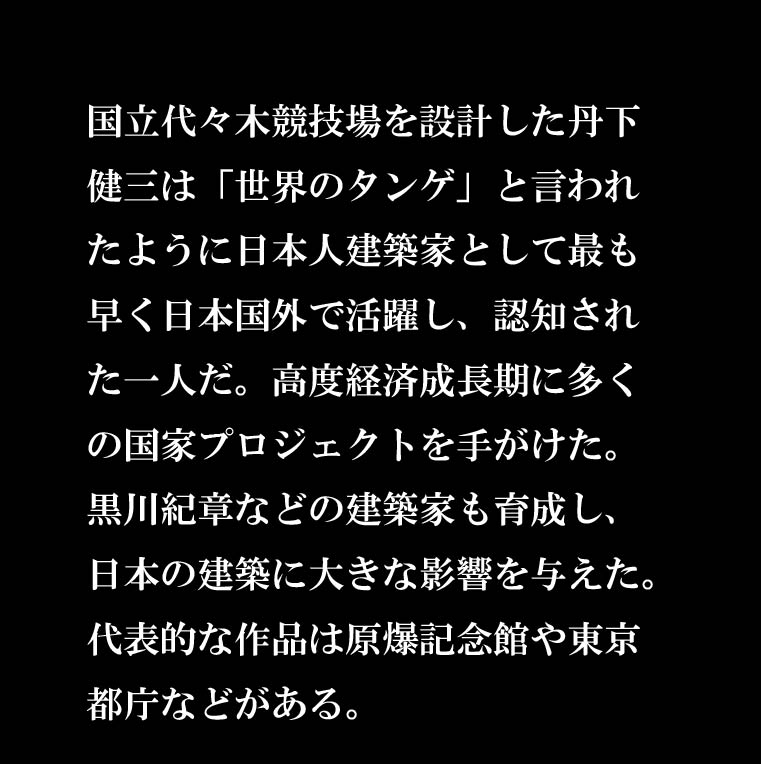 国立代々木競技場を設計した丹下
健三は「世界のタンゲ」と言われ
たように日本人建築家として最も
早く日本国外で活躍し、認知され
た一人だ。高度経済成長期に多く
の国家プロジェクトを手がけた。
黒川紀章などの建築家も育成し、
日本の建築に大きな影響を与えた。
代表的な作品は原爆記念館や東京
都庁などがある。